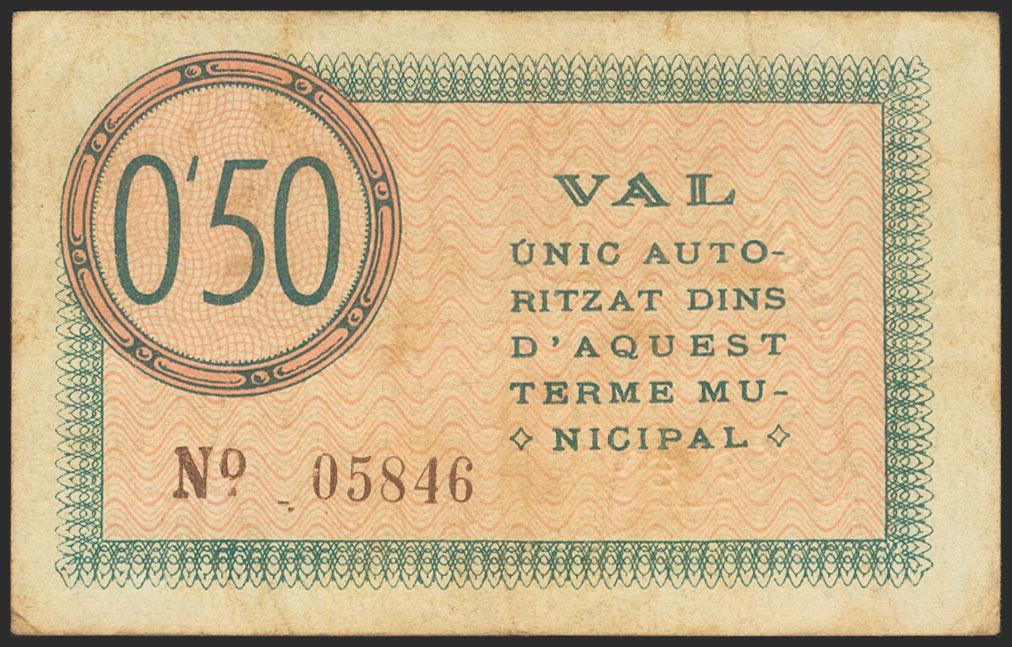 0'50
VAL
ÚNIC AUTO-
RITZAT DINS
D'AQUEST
TERME MU-
NICIPAL
Nº. 05846